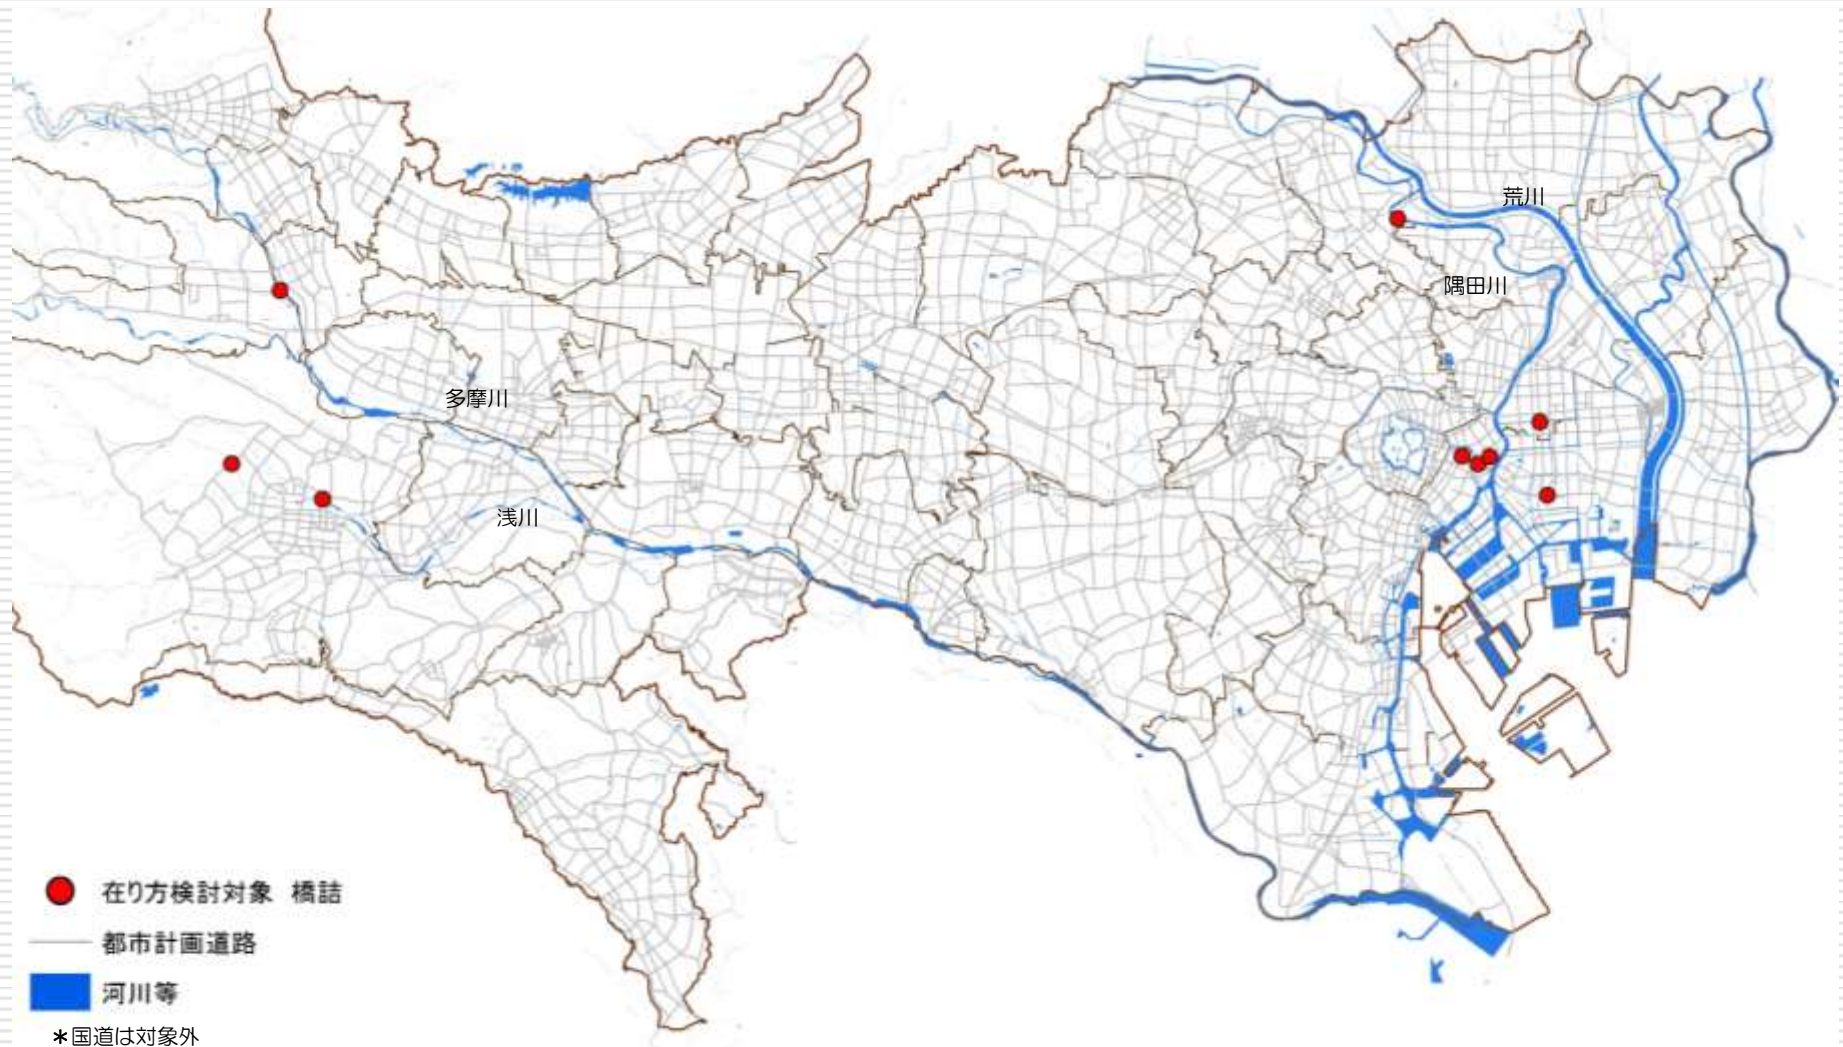 荒川
隅田川
多摩川
浅川
在り方検討対象 橋詰
都市計画道路
河川等
*国道は対象外